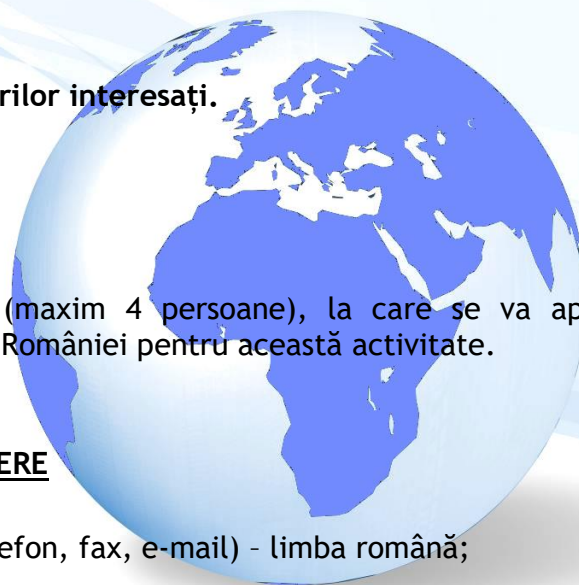 rilor interesați.
(maxim 4 persoane), la care se va ap
României pentru această activitate.
ERE
efon, fax, e-mail) – limba română;